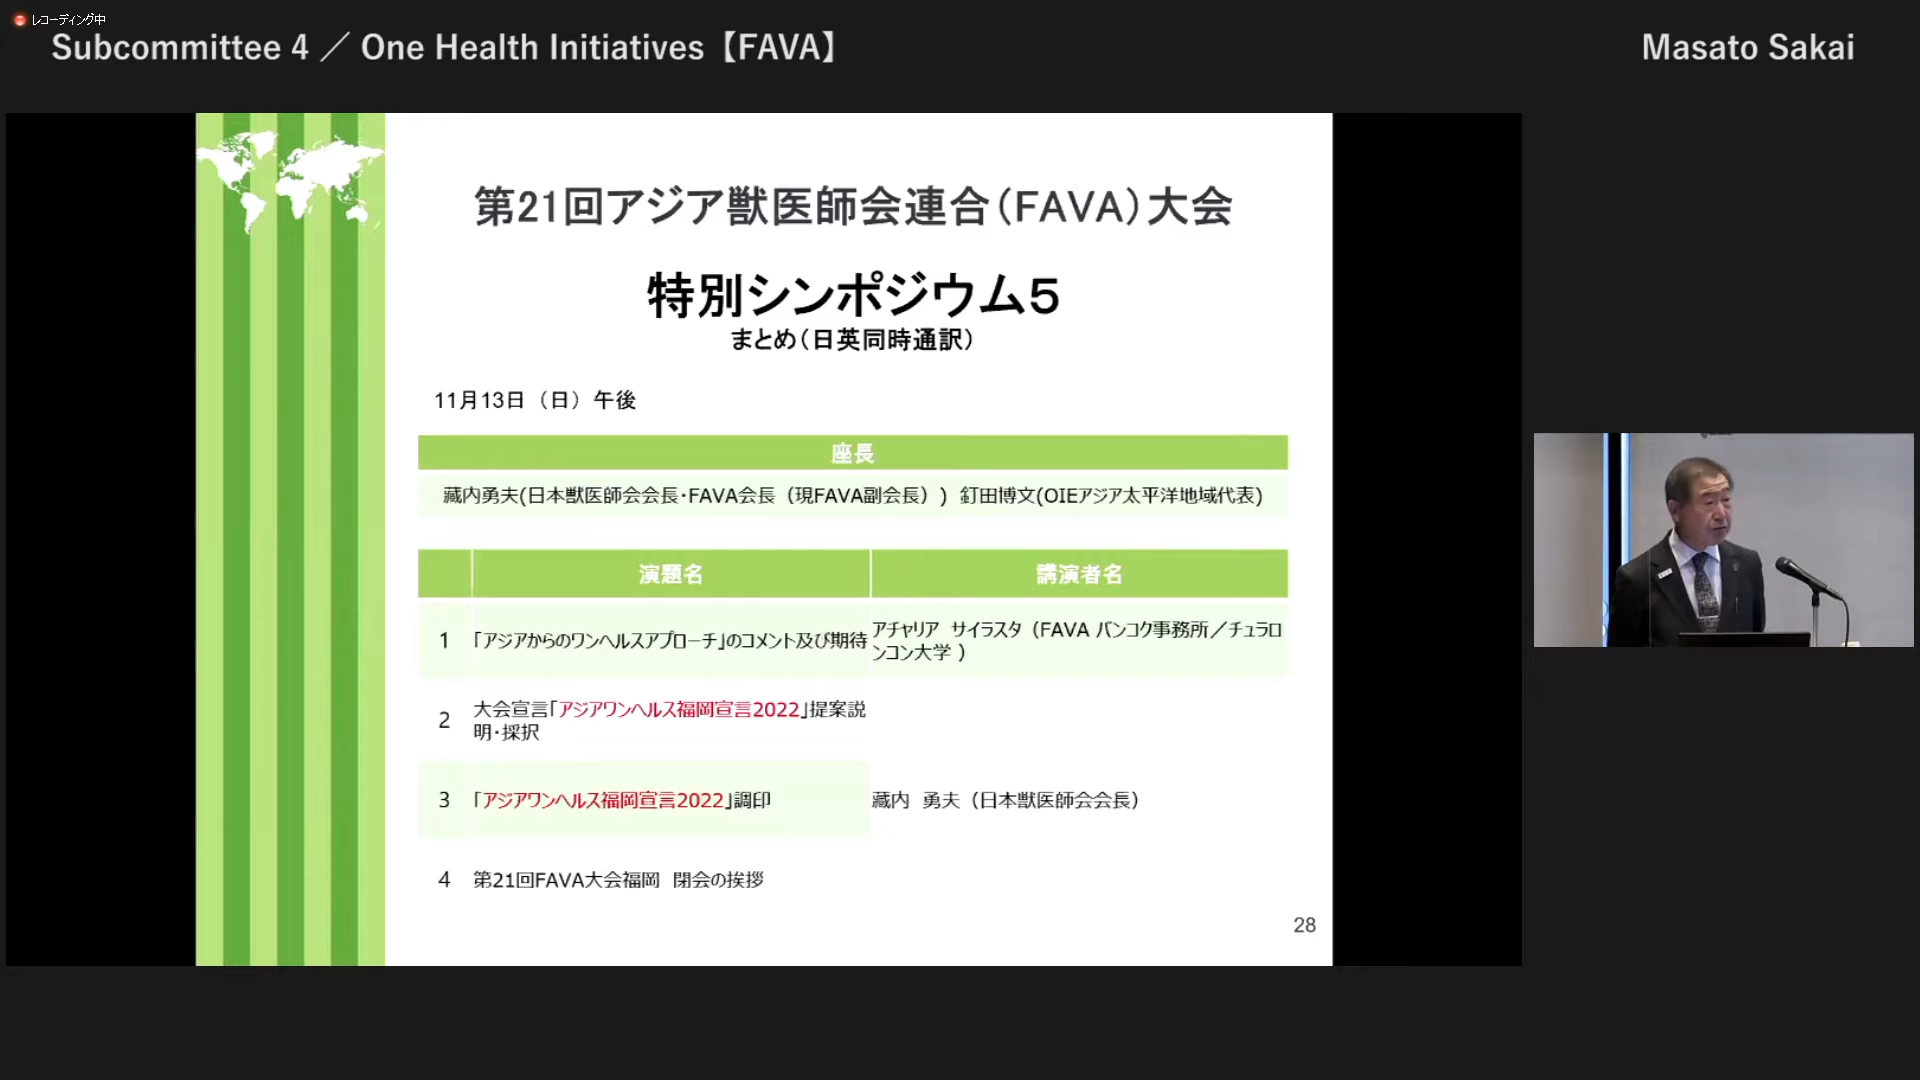 レコーディング中
Subcommittee 4 ／ One Health Initiatives【FAVA】
Masato Sakai
第21回アジア獣医師会連合（FAVA）大会
特別シンポジウム５
まとめ（日英同時通訳）
11月13日（日）午後
座長
藏内勇夫(日本獣医師会会長・FAVA会長（現FAVA副会長）) 釘田博文(OIEアジア太平洋地域代表)
演題名 講演者名
1 「アジアからのワンヘルスアプローチ」のコメント及び期待 アチャリア サイラスタ（FAVA バンコク事務所／チュラロ
ンコン大学 ）
2 大会宣言「アジアワンヘルス福岡宣言2022」提案説
明・採択
3 「アジアワンヘルス福岡宣言2022」調印 藏内 勇夫（日本獣医師会会長）
4 第21回FAVA大会福岡 閉会の挨拶
28